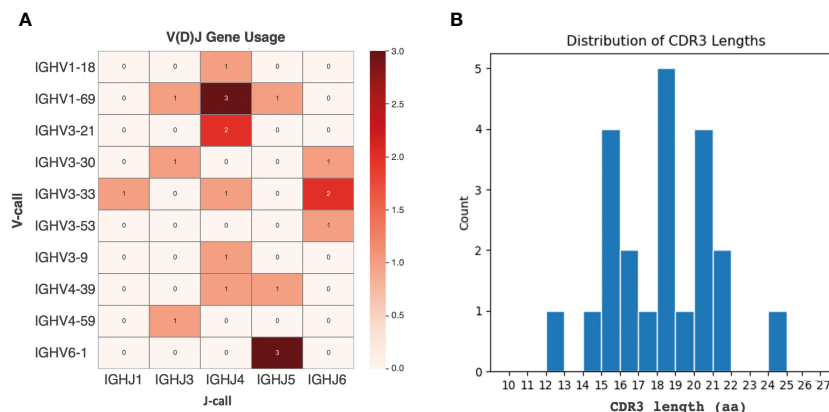 A
V(D)J Gene Usage
IGHV1-18 0 0 1 0 0
IGHV1-69 0 1 3 1 0
IGHV3-21 0 0 2 0 0
IGHV3-30 0 1 0 0 1
IGHV3-33 1 0 1 0 2
IGHV3-53 0 0 0 0 1
IGHV3-9 0 0 1 0 0
IGHV4-39 0 0 1 1 0
IGHV4-59 0 1 0 0 0
IGHV6-1 0 0 0 3 0
IGHJ1 IGHJ3 IGHJ4 IGHJ5 IGHJ6
J-call
V-call
3.0
2.5
2.0
1.5
1.0
0.5
0.0
B
Distribution of CDR3 Lengths
5
4
3
2
1
0
Count
10 11 12 13 14 15 16 17 18 19 20 21 22 23 24 25 26 27
CDR3 length (aa)